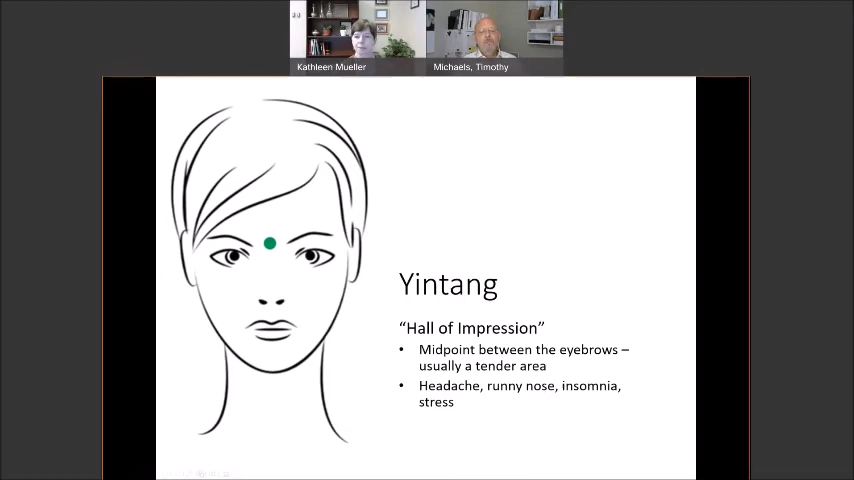 Kathleen Mueller
Michaels, Timothy
Yintang
“Hall of Impression”
• Midpoint between the eyebrows –
usually a tender area
• Headache, runny nose, insomnia,
stress